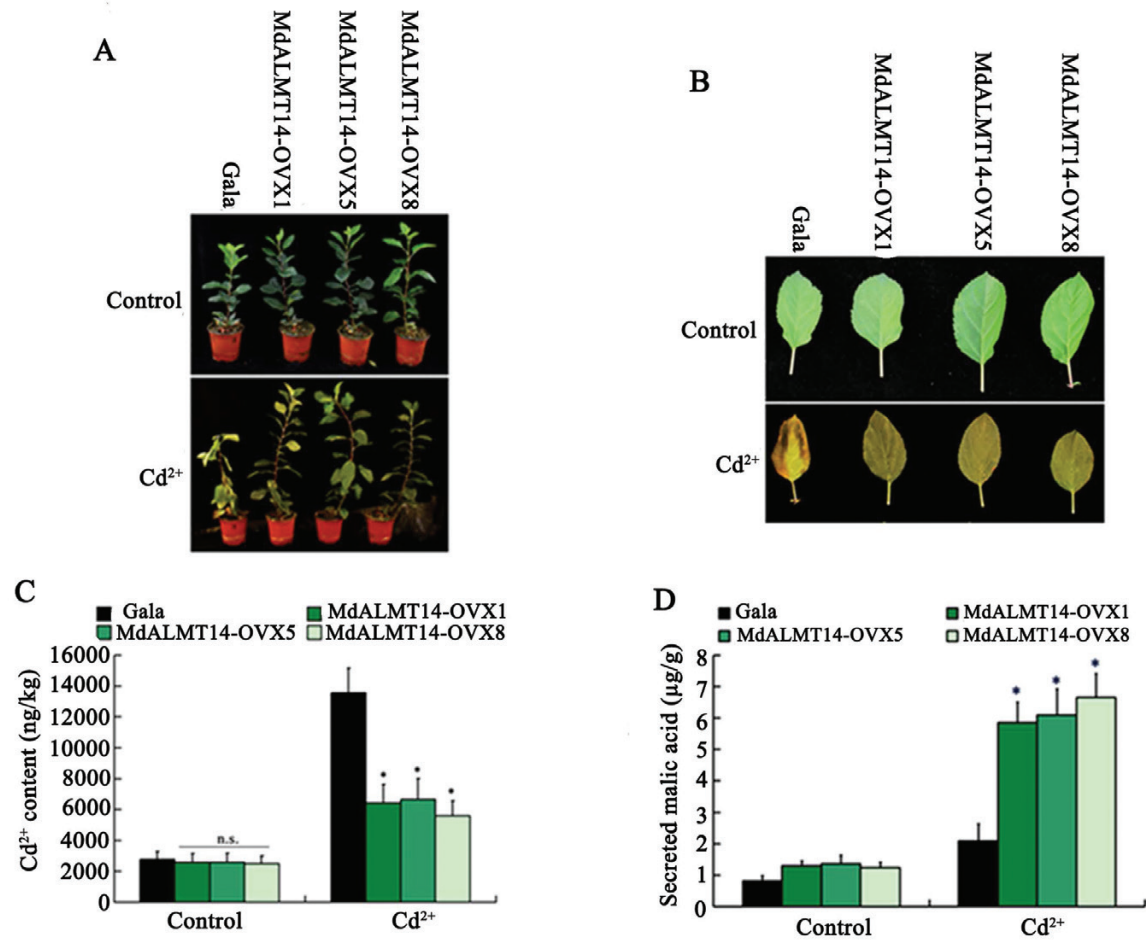 A
Gala
MdALMT14-OVX1
MdALMT14-OVX5
MdALMT14-OVX8
Control
Cd²⁺
B
Gala
MdALMT14-OVX1
MdALMT14-OVX5
MdALMT14-OVX8
Control
Cd²⁺
C
Gala
MdALMT14-OVX1
MdALMT14-OVX5
MdALMT14-OVX8
Cd²⁺ content (ng/kg)
16000
14000
12000
10000
8000
6000
4000
2000
0
n.s.
*
*
*
Control
Cd²⁺
D
Gala
MdALMT14-OVX1
MdALMT14-OVX5
MdALMT14-OVX8
Secreted malic acid (μg/g)
8
7
6
5
4
3
2
1
0
*
*
*
Control
Cd²⁺